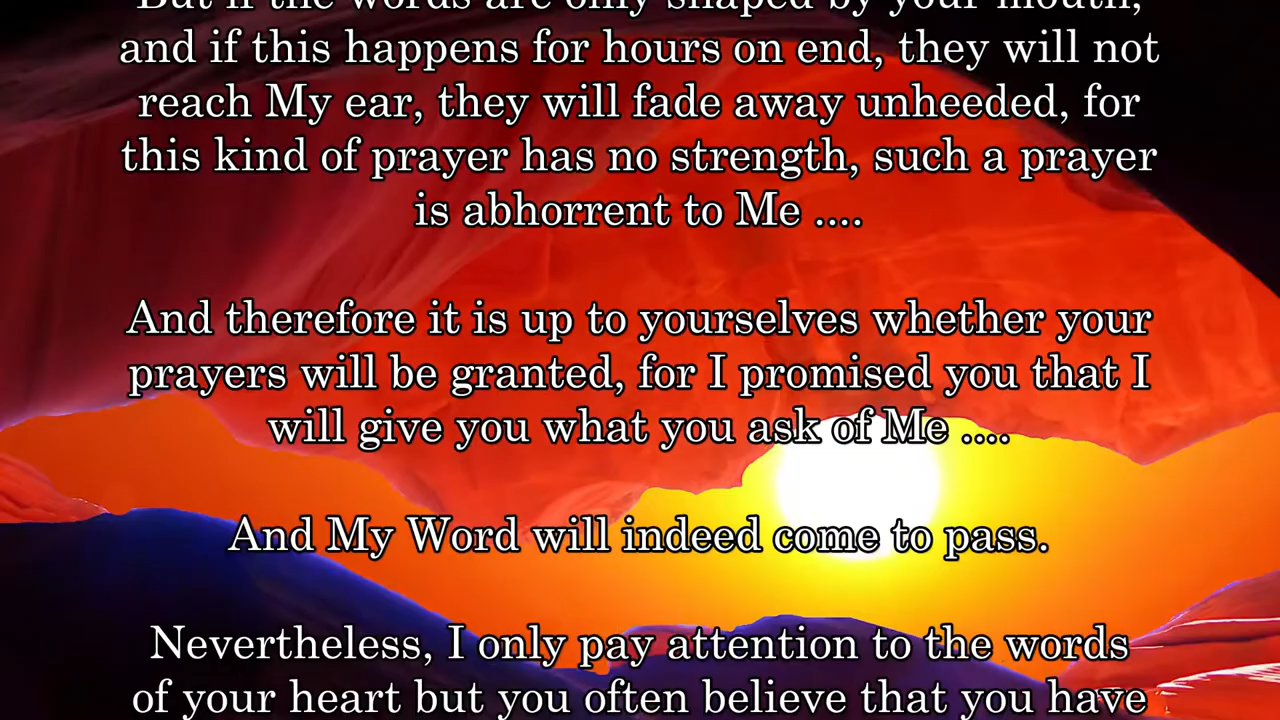 But if the words are only shaped by your mouth,
and if this happens for hours on end, they will not
reach My ear, they will fade away unheeded, for
this kind of prayer has no strength, such a prayer
is abhorrent to Me ....
And therefore it is up to yourselves whether your
prayers will be granted, for I promised you that I
will give you what you ask of Me ....
And My Word will indeed come to pass.
Nevertheless, I only pay attention to the words
of your heart but you often believe that you have